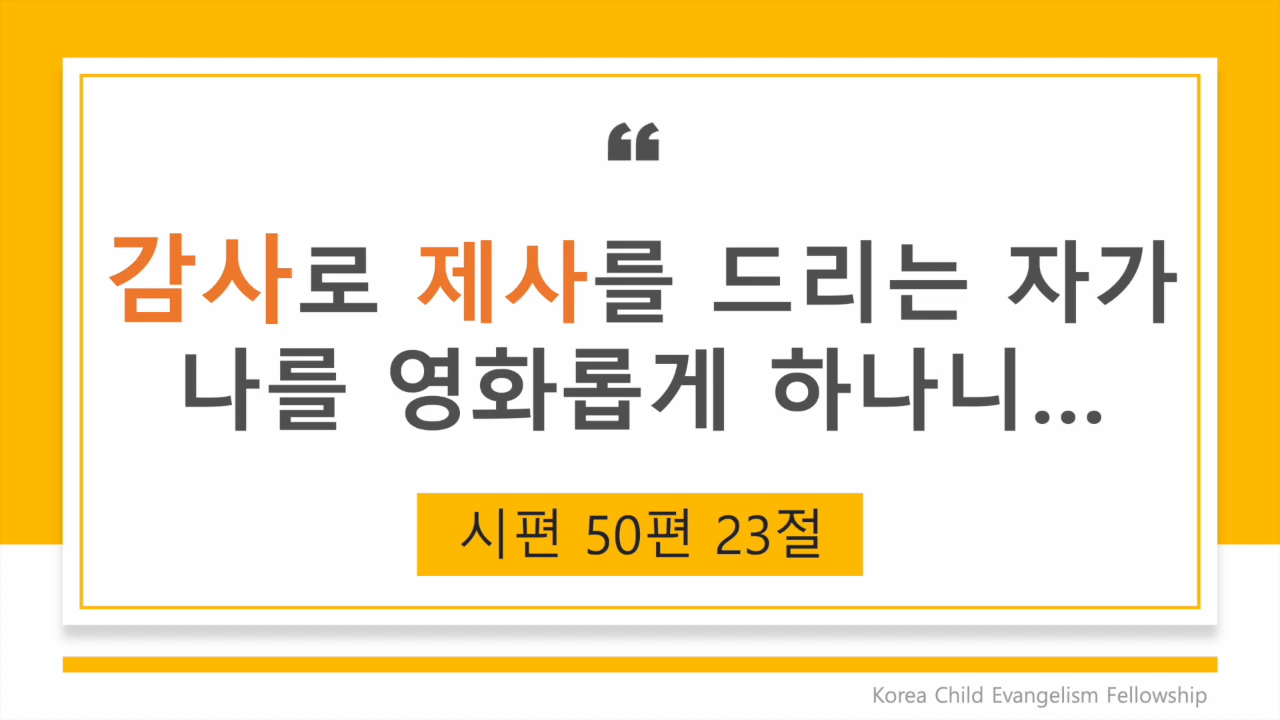 “
감사로 제사를 드리는 자가
나를 영화롭게 하나니...
시편 50편 23절
Korea Child Evangelism Fellowship